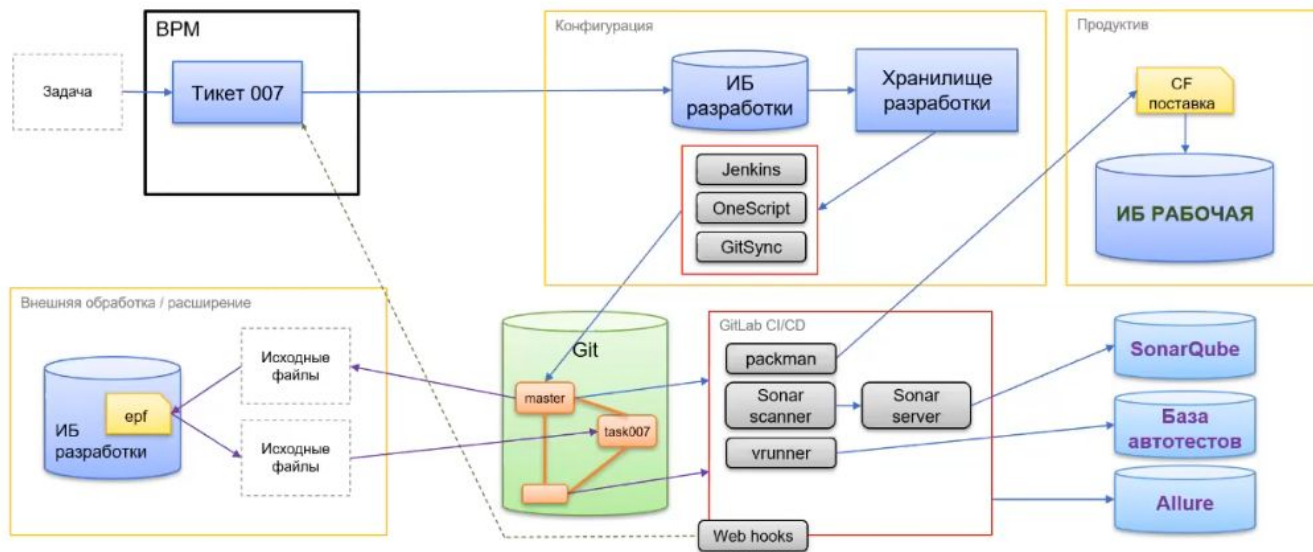 BPM
Задача
Тикет 007
Конфигурация
ИБ
разработки
Хранилище
разработки
Jenkins
OneScript
GitSync
Продуктив
CF
поставка
ИБ РАБОЧАЯ
Внешняя обработка / расширение
ИБ
разработки
epf
Исходные
файлы
Исходные
файлы
Git
master
task007
GitLab CI/CD
packman
Sonar
scanner
Sonar
server
vrunner
Web hooks
SonarQube
База
автотестов
Allure